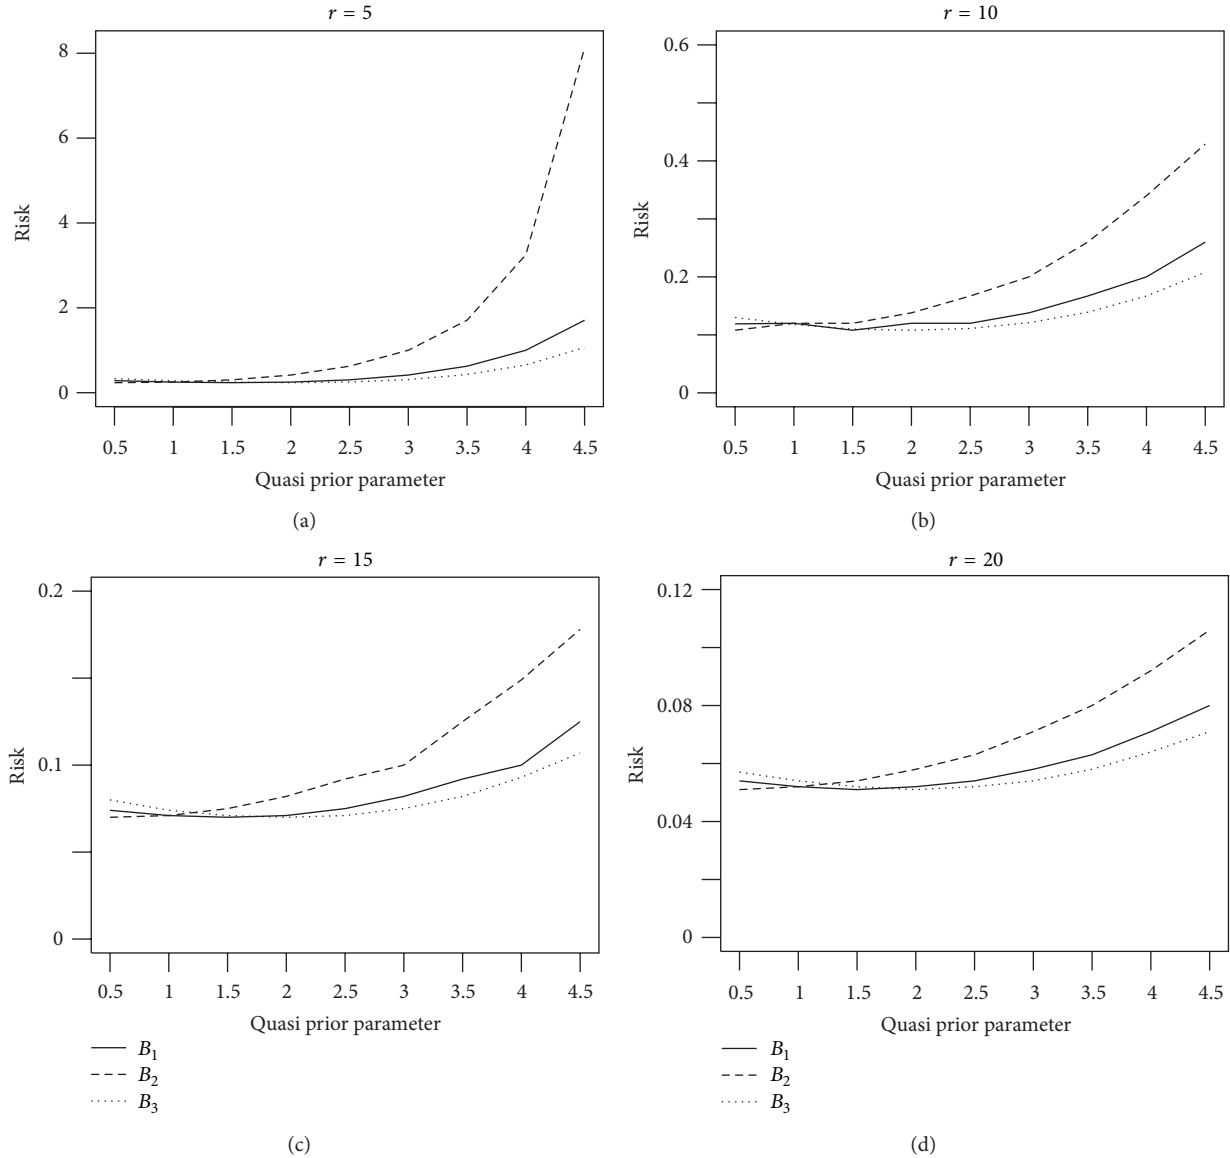 r = 5
8
6
4
2
0
Risk
0.5 1 1.5 2 2.5 3 3.5 4 4.5
Quasi prior parameter
(a)
r = 10
0.6
0.4
0.2
0
Risk
0.5 1 1.5 2 2.5 3 3.5 4 4.5
Quasi prior parameter
(b)
r = 15
0.2
0.1
0
Risk
0.5 1 1.5 2 2.5 3 3.5 4 4.5
Quasi prior parameter
B1
B2
B3
(c)
r = 20
0.12
0.08
0.04
0
Risk
0.5 1 1.5 2 2.5 3 3.5 4 4.5
Quasi prior parameter
B1
B2
B3
(d)